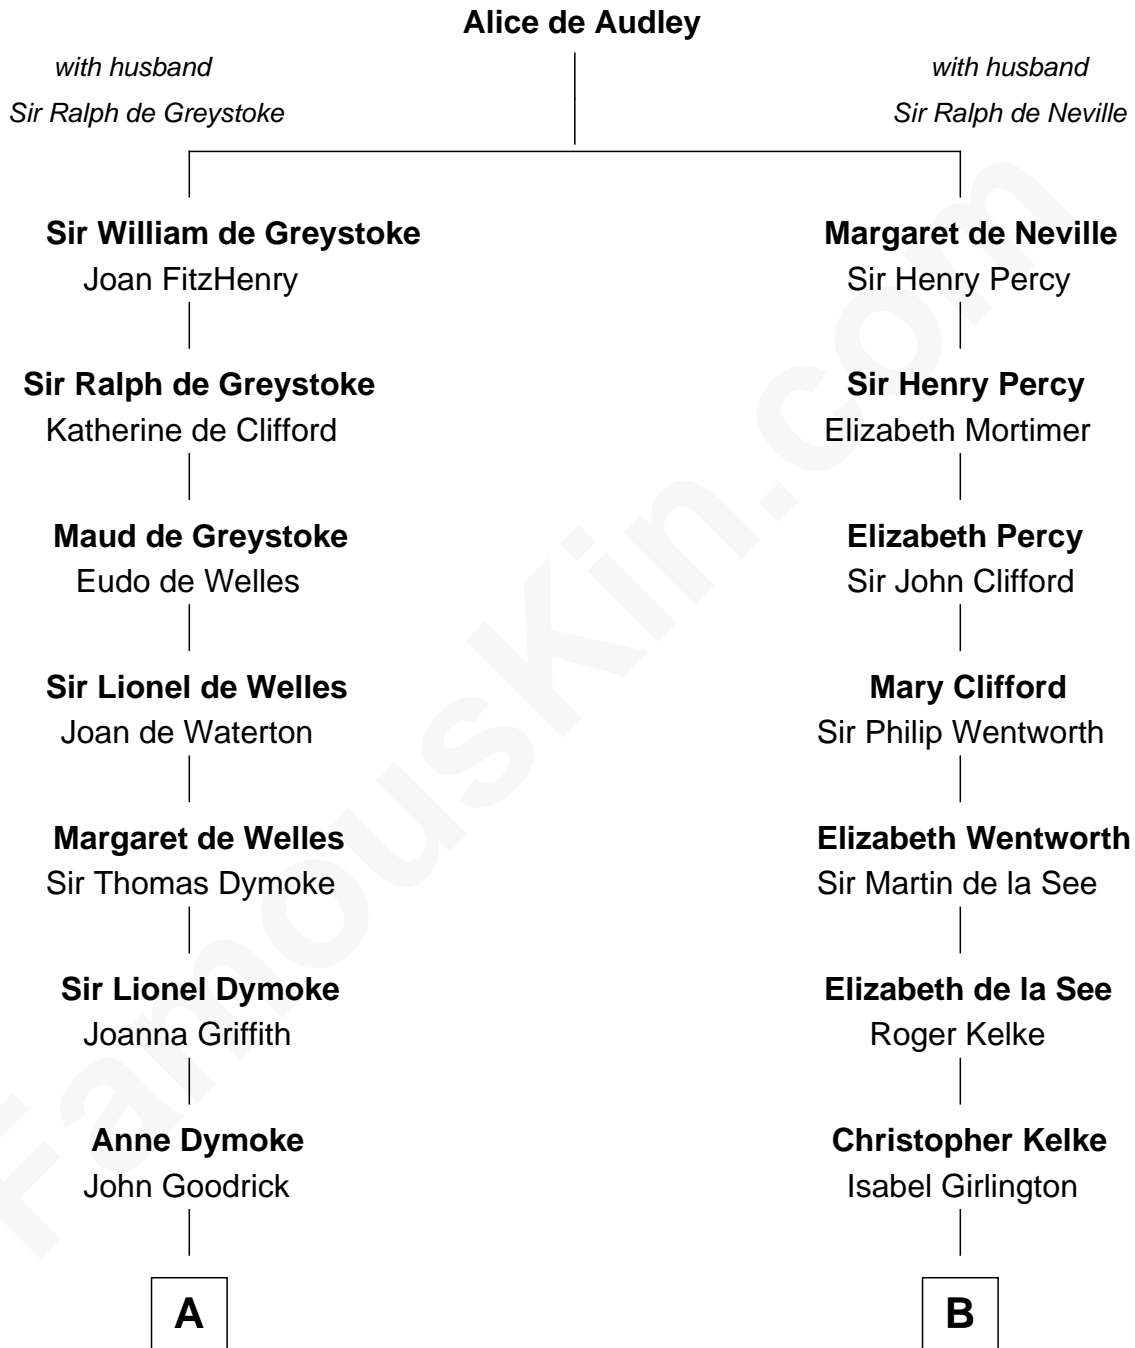 Alice de Audley
with husband
Sir Ralph de Greystoke
with husband
Sir Ralph de Neville
Sir William de Greystoke
Joan FitzHenry
Sir Ralph de Greystoke
Katherine de Clifford
Maud de Greystoke
Eudo de Welles
Sir Lionel de Welles
Joan de Waterton
Margaret de Welles
Sir Thomas Dymoke
Sir Lionel Dymoke
Joanna Griffith
Anne Dymoke
John Goodrick
A
Margaret de Neville
Sir Henry Percy
Sir Henry Percy
Elizabeth Mortimer
Elizabeth Percy
Sir John Clifford
Mary Clifford
Sir Philip Wentworth
Elizabeth Wentworth
Sir Martin de la See
Elizabeth de la See
Roger Kelke
Christopher Kelke
Isabel Girlington
B
FamousKin.com